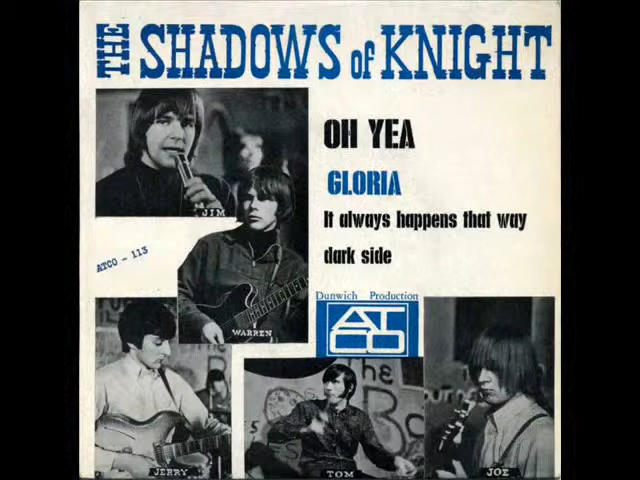 THE SHADOWS of KNIGHT
OH YEA
GLORIA
It always happens that way
dark side
JIM
ATCO - 113
WARREN
Dunwich Production
ATCO
JERRY
TOM
JOE
The